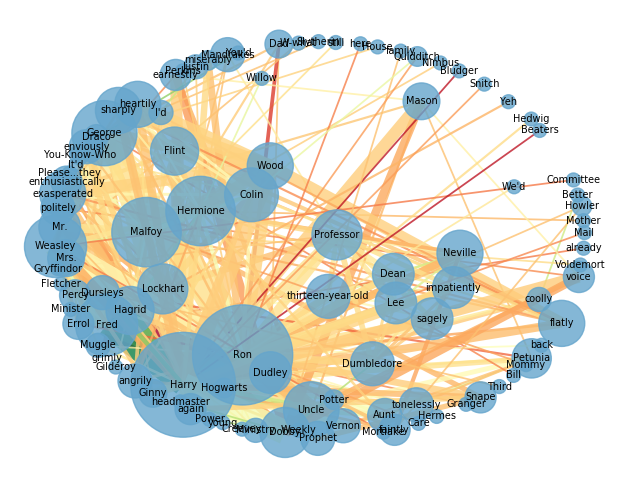 Dad
W-what
Slytherin
still
here
House
family
Quidditch
Nimbus
Bludger
Snitch
Yeh
Hedwig
Beaters
You'd
Mandrakes
miserably
Justin
Perkins
earnestly
Willow
Mason
heartily
sharply
I'd
George
Draco
enviously
You-Know-Who
It'd
Flint
Wood
Please...they
enthusiastically
exasperated
politely
Colin
We'd
Committee
Better
Howler
Mother
Mail
already
Hermione
Mr.
Malfoy
Professor
Weasley
Mrs.
Gryffindor
Neville
Voldemort
voice
Dean
impatiently
Fletcher
Percy
Dursleys
Lockhart
thirteen-year-old
Lee
coolly
Minister
Hagrid
sagely
Errol
Fred
flatly
Muggle
grimly
Gilderoy
Ron
back
Petunia
Mommy
Bill
Dumbledore
Dudley
angrily
Harry
Hogwarts
Third
Ginny
headmaster
again
Potter
Uncle
Snape
Granger
tonelessly
Aunt
Hermes
Power
young
Creevey
Ministry
Dobby
Weekly
Prophet
Vernon
faintly
Care